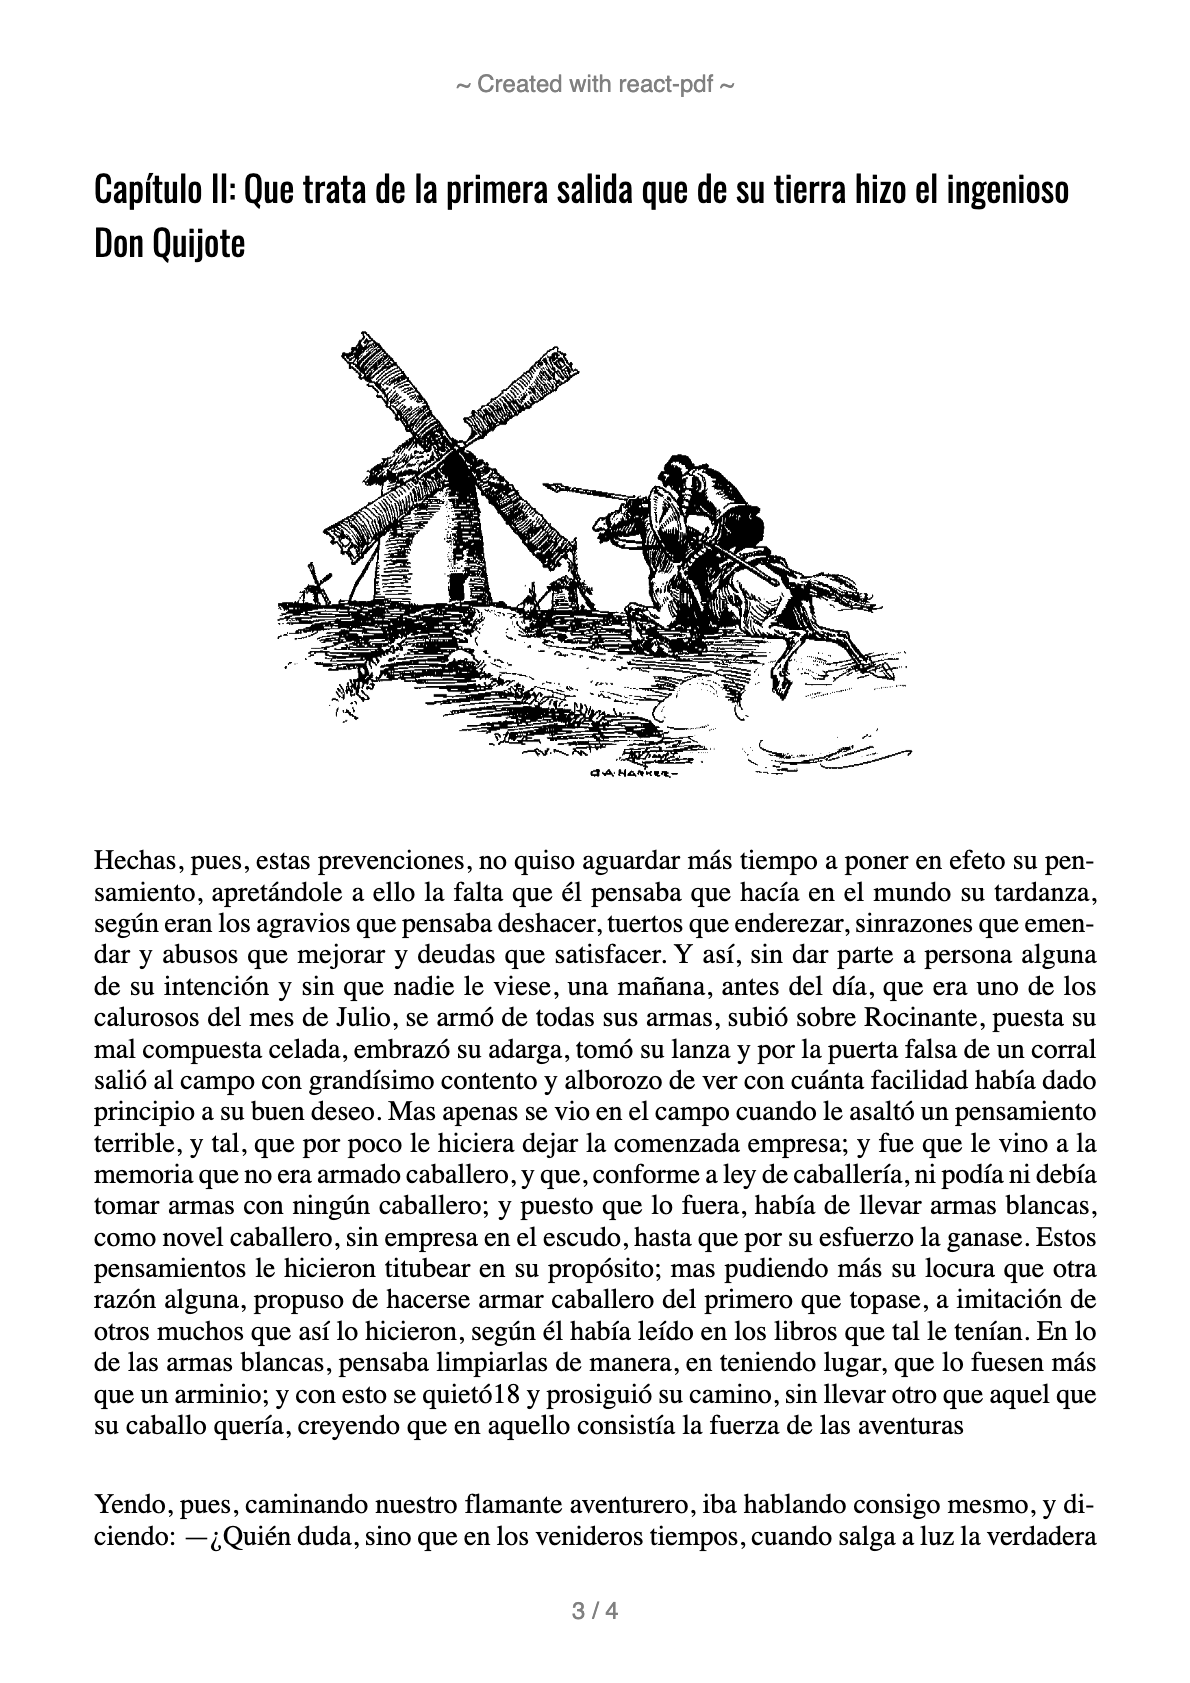 ~ Created with react-pdf ~
Capítulo II: Que trata de la primera salida que de su tierra hizo el ingenioso
Don Quijote
G.A. HARKER-
Hechas, pues, estas prevenciones, no quiso aguardar más tiempo a poner en efeto su pen-
samiento, apretándole a ello la falta que él pensaba que hacía en el mundo su tardanza,
según eran los agravios que pensaba deshacer, tuertos que enderezar, sinrazones que emen-
dar y abusos que mejorar y deudas que satisfacer. Y así, sin dar parte a persona alguna
de su intención y sin que nadie le viese, una mañana, antes del día, que era uno de los
calurosos del mes de Julio, se armó de todas sus armas, subió sobre Rocinante, puesta su
mal compuesta celada, embrazó su adarga, tomó su lanza y por la puerta falsa de un corral
salió al campo con grandísimo contento y alborozo de ver con cuánta facilidad había dado
principio a su buen deseo. Mas apenas se vio en el campo cuando le asaltó un pensamiento
terrible, y tal, que por poco le hiciera dejar la comenzada empresa; y fue que le vino a la
memoria que no era armado caballero, y que, conforme a ley de caballería, ni podía ni debía
tomar armas con ningún caballero; y puesto que lo fuera, había de llevar armas blancas,
como novel caballero, sin empresa en el escudo, hasta que por su esfuerzo la ganase. Estos
pensamientos le hicieron titubear en su propósito; mas pudiendo más su locura que otra
razón alguna, propuso de hacerse armar caballero del primero que topase, a imitación de
otros muchos que así lo hicieron, según él había leído en los libros que tal le tenían. En lo
de las armas blancas, pensaba limpiarlas de manera, en teniendo lugar, que lo fuesen más
que un arminio; y con esto se quietó18 y prosiguió su camino, sin llevar otro que aquel que
su caballo quería, creyendo que en aquello consistía la fuerza de las aventuras
Yendo, pues, caminando nuestro flamante aventurero, iba hablando consigo mesmo, y di-
ciendo: —¿Quién duda, sino que en los venideros tiempos, cuando salga a luz la verdadera
3 / 4